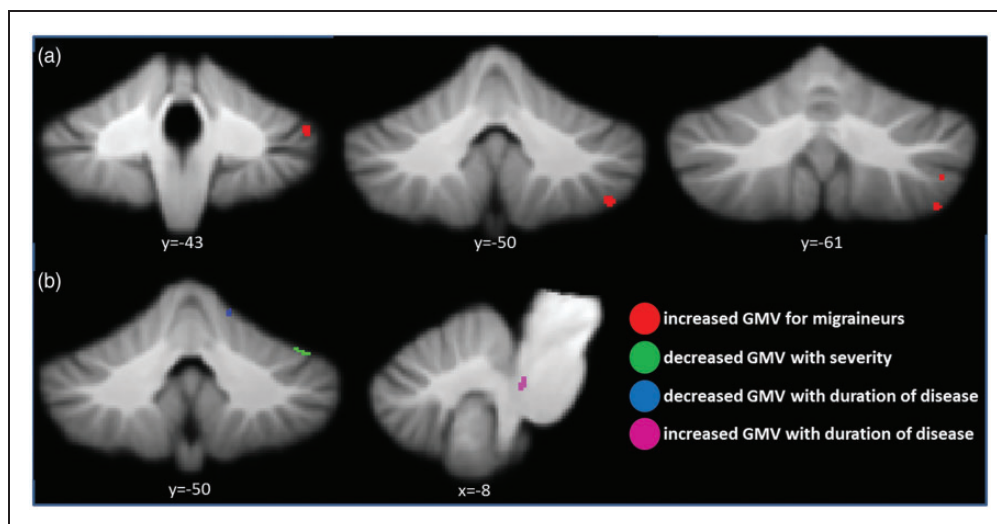 (a)
y=-43
y=-50
y=-61
(b)
y=-50
x=-8
increased GMV for migraineurs
decreased GMV with severity
decreased GMV with duration of disease
increased GMV with duration of disease